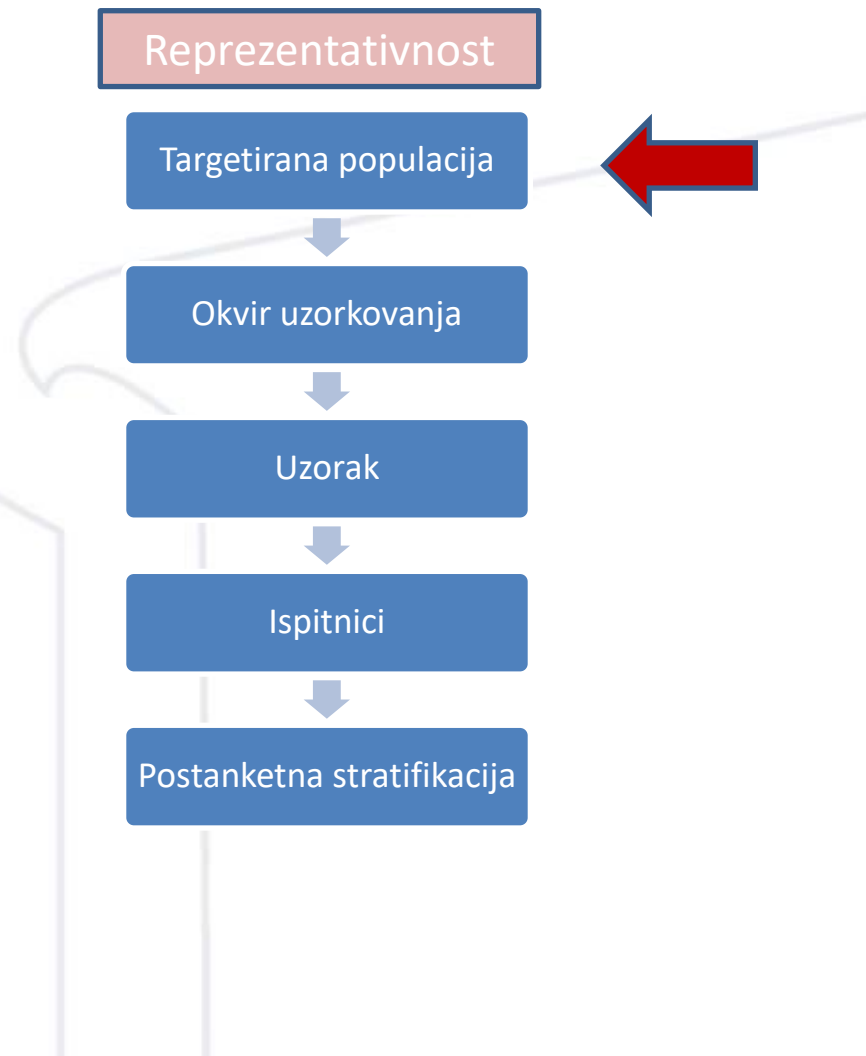 Reprezentativnost
Targetirana populacija
Okvir uzorkovanja
Uzorak
Ispitnici
Postanketna stratifikacija